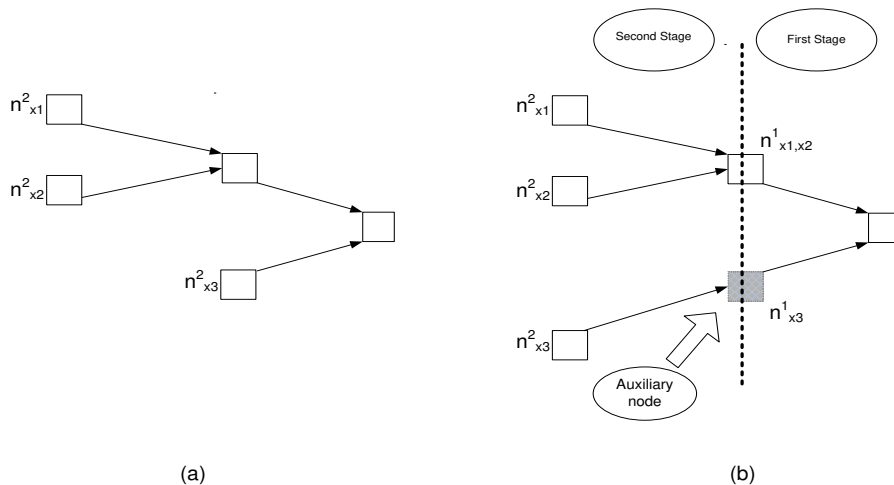 Second Stage
First Stage
n²ₓ₁
n²ₓ₂
n²ₓ₃
n²ₓ₁
n²ₓ₂
n¹ₓ₁,ₓ₂
n²ₓ₃
n¹ₓ₃
Auxiliary
node
(a)
(b)